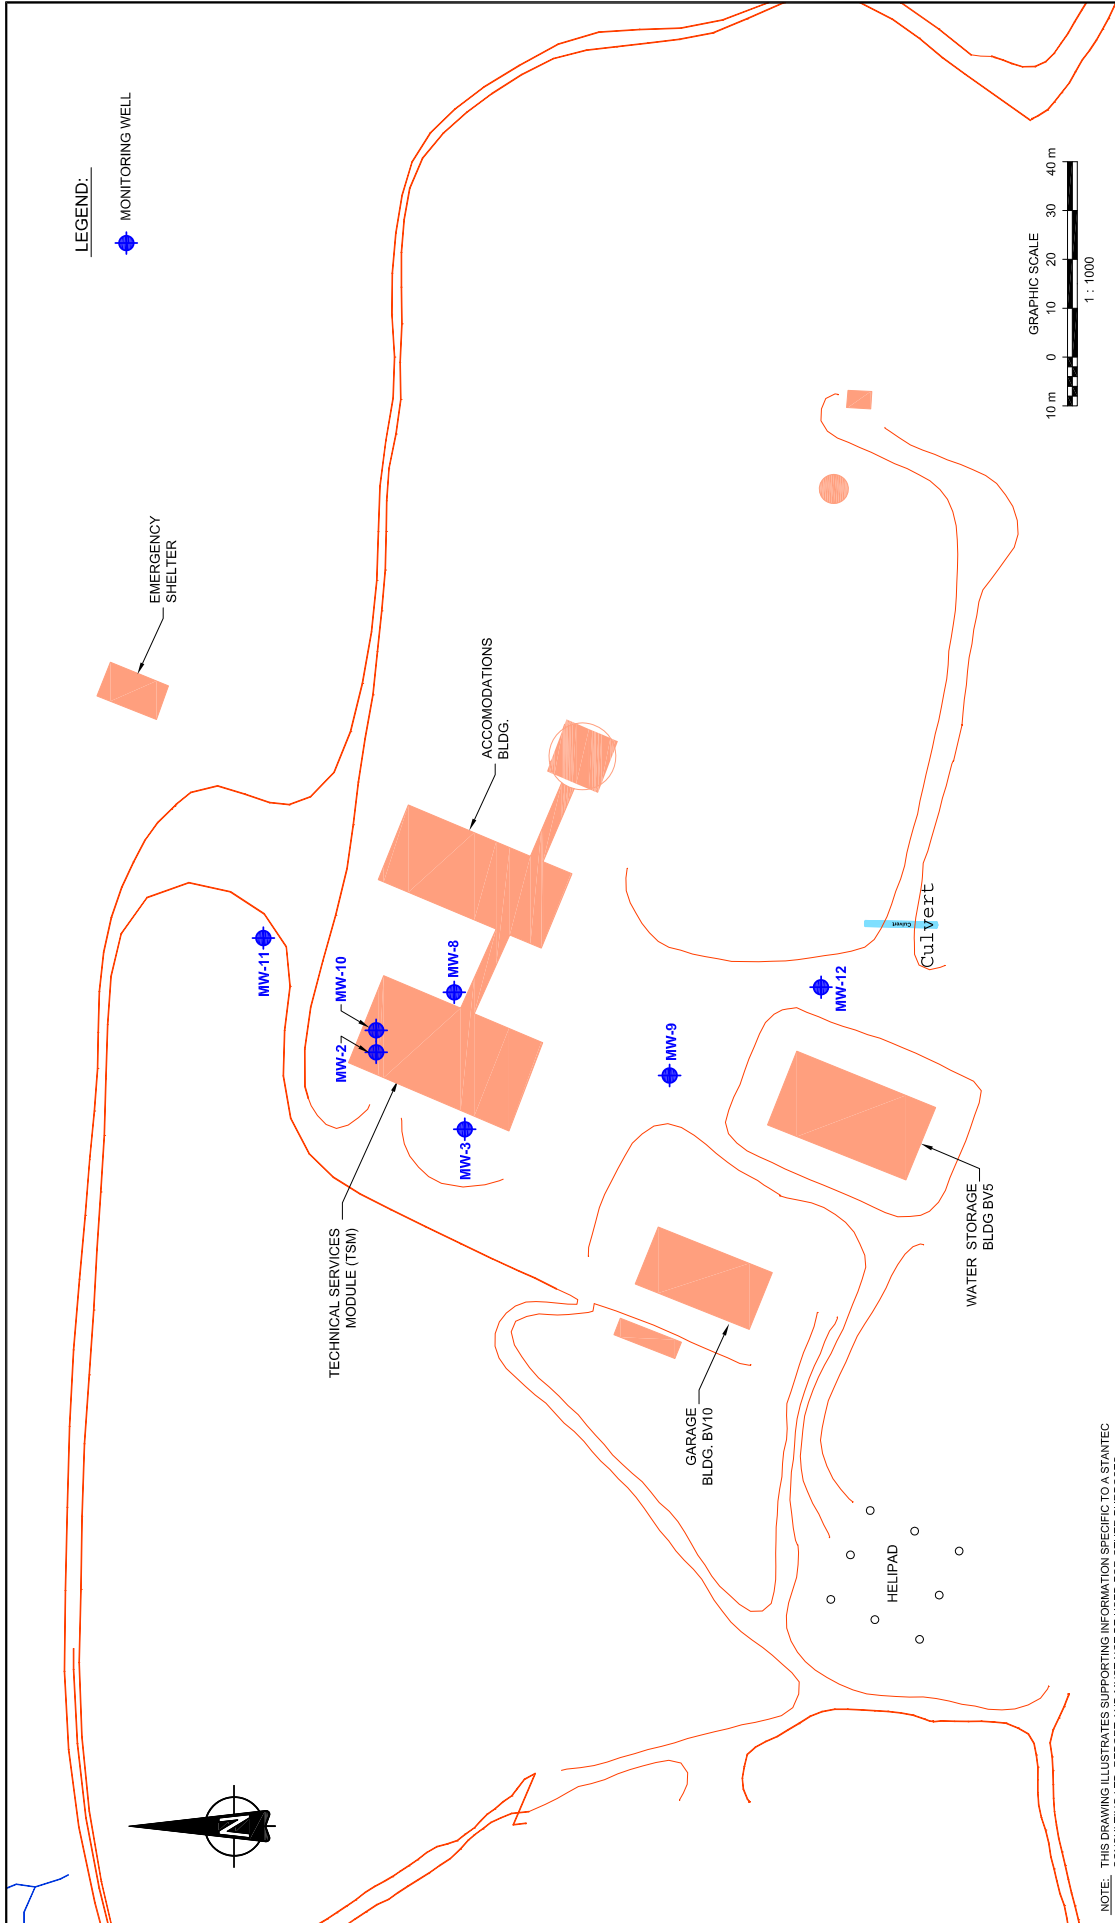 LEGEND:
MONITORING WELL
EMERGENCY
SHELTER
ACCOMODATIONS
BLDG.
MW-11
MW-10
MW-2
MW-8
MW-3
MW-9
MW-12
Culvert
Culvert
TECHNICAL SERVICES
MODULE (TSM)
GARAGE
BLDG. BV10
WATER STORAGE
BLDG BV5
HELIPAD
N
GRAPHIC SCALE
10 m 0 10 20 30 40 m
1 : 1000
NOTE: THIS DRAWING ILLUSTRATES SUPPORTING INFORMATION SPECIFIC TO A STANTEC